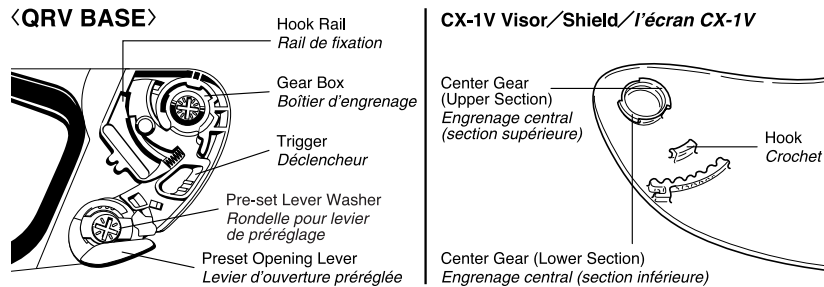 〈QRV BASE〉
Hook Rail
Rail de fixation
Gear Box
Boîtier d'engrenage
Trigger
Déclencheur
Pre-set Lever Washer
Rondelle pour levier
de préréglage
Preset Opening Lever
Levier d'ouverture préréglée
CX-1V Visor/Shield/l'écran CX-1V
Center Gear
(Upper Section)
Engrenage central
(section supérieure)
Hook
Crochet
Center Gear (Lower Section)
Engrenage central (section inférieure)